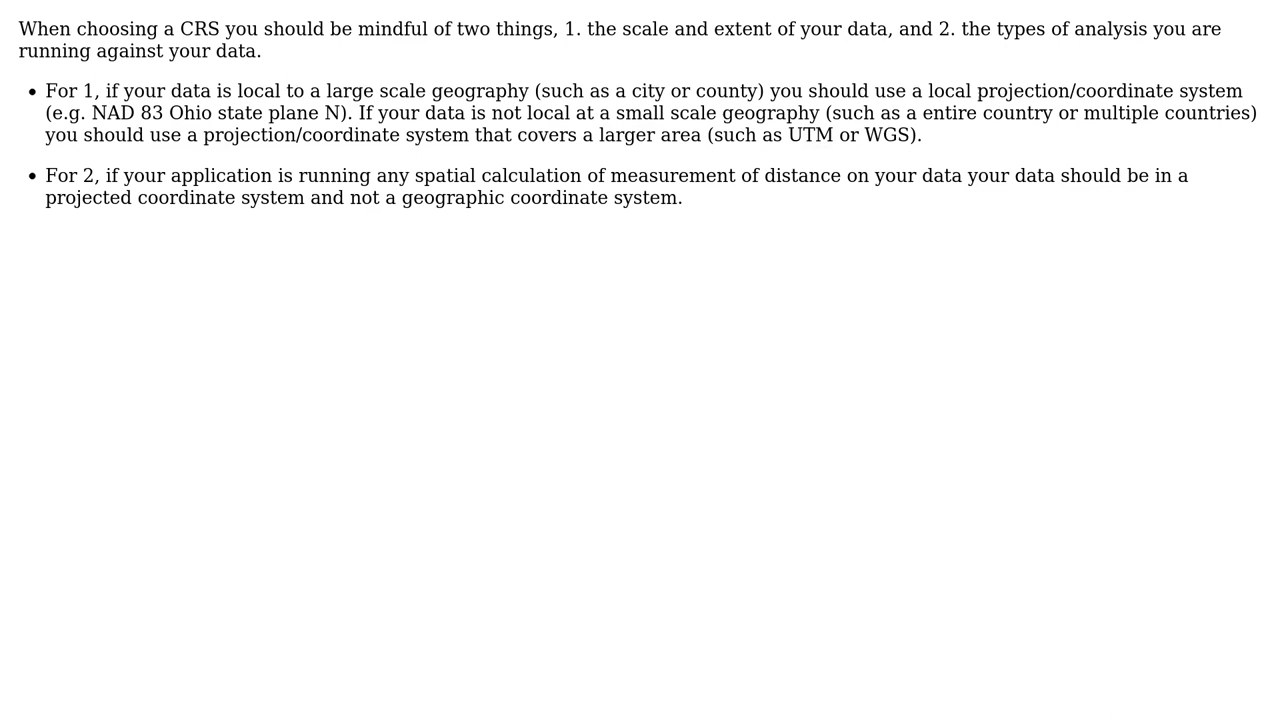 When choosing a CRS you should be mindful of two things, 1. the scale and extent of your data, and 2. the types of analysis you are
running against your data.
• For 1, if your data is local to a large scale geography (such as a city or county) you should use a local projection/coordinate system
(e.g. NAD 83 Ohio state plane N). If your data is not local at a small scale geography (such as a entire country or multiple countries)
you should use a projection/coordinate system that covers a larger area (such as UTM or WGS).
• For 2, if your application is running any spatial calculation of measurement of distance on your data your data should be in a
projected coordinate system and not a geographic coordinate system.